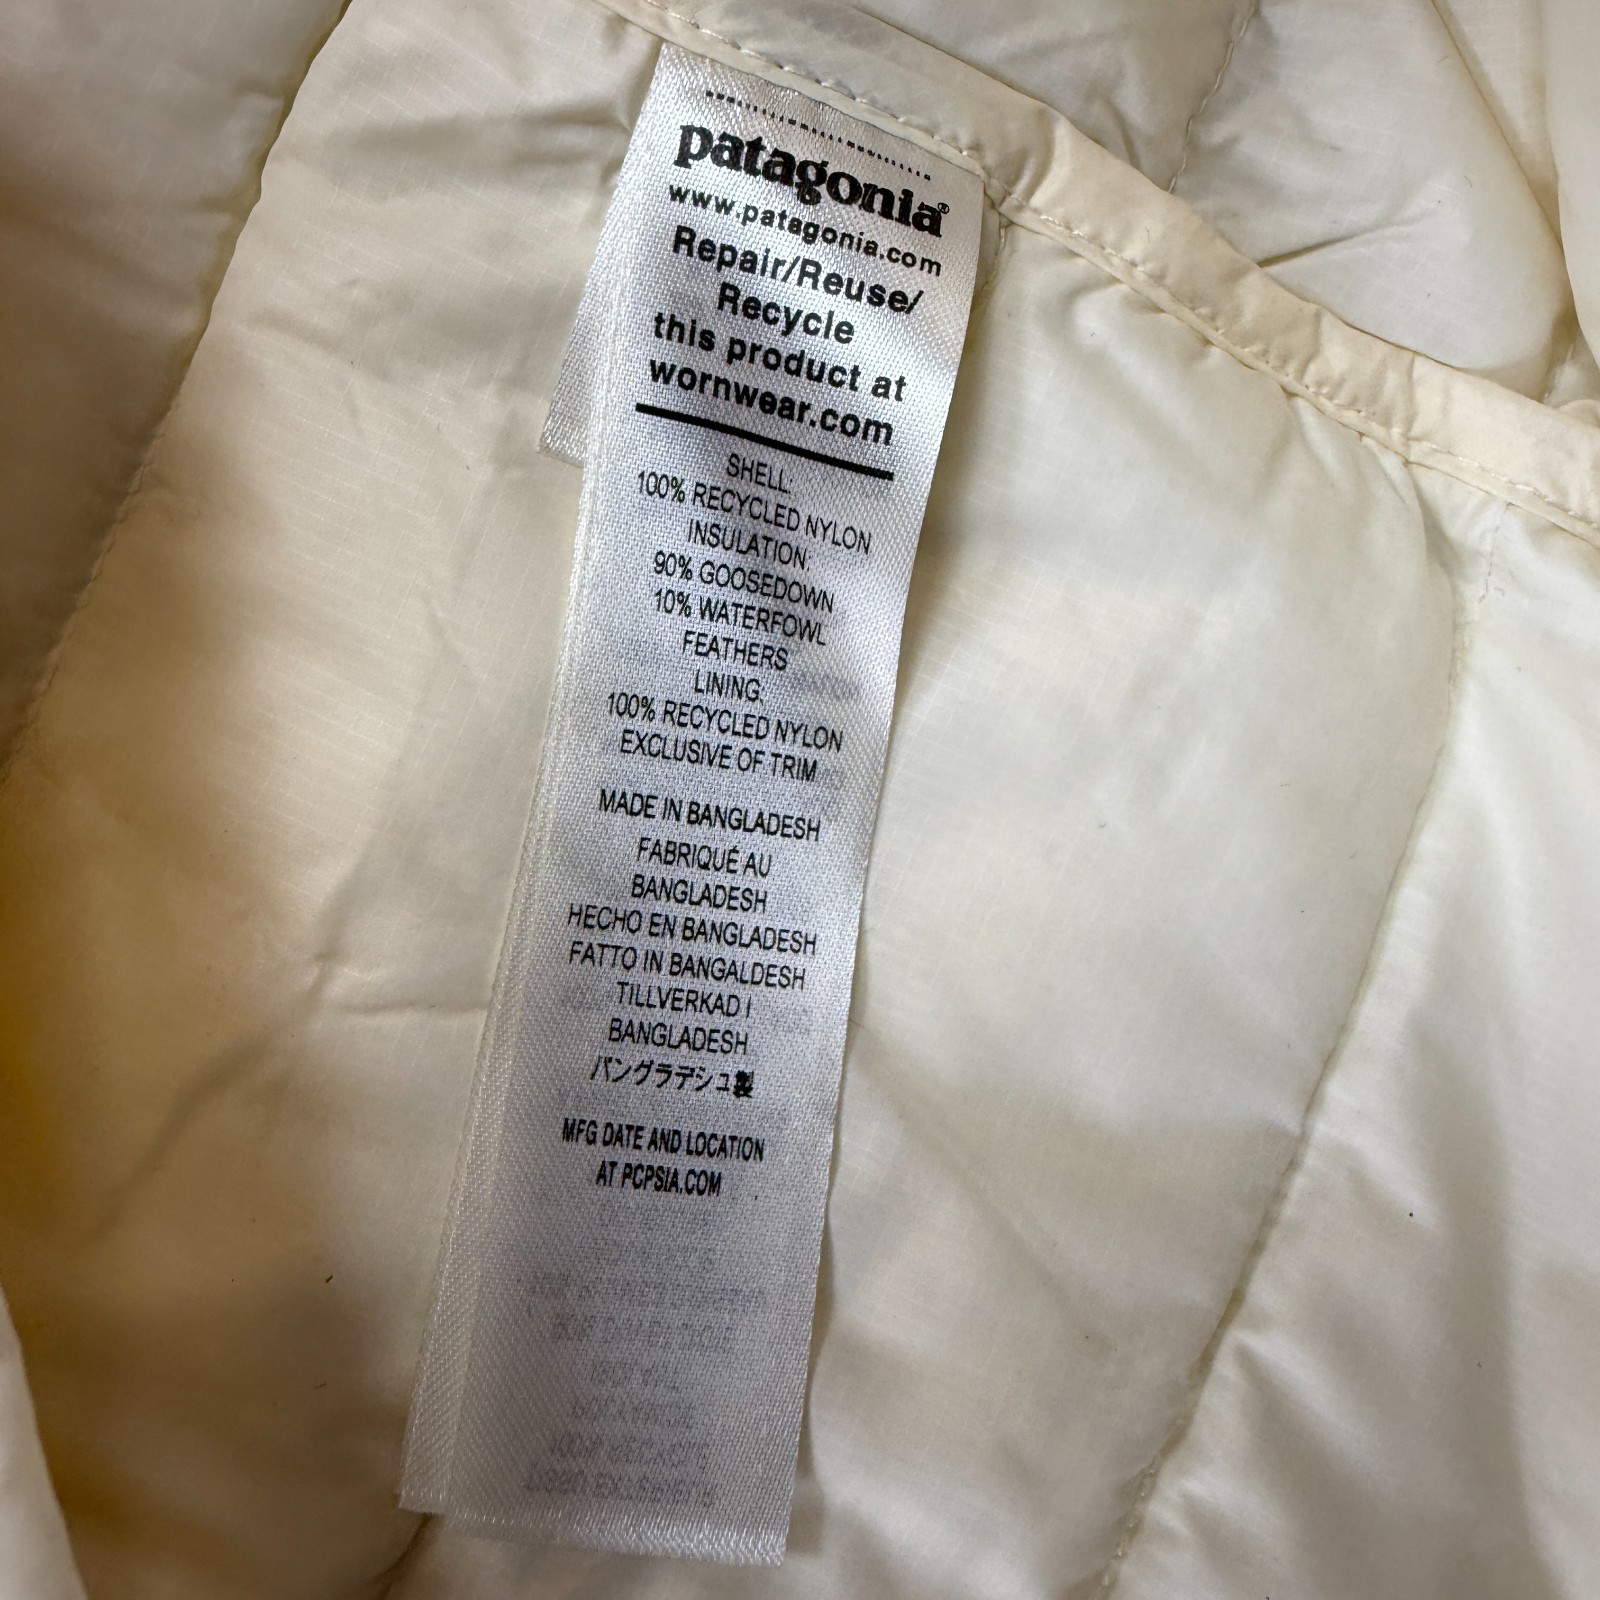 patagonia®
www.patagonia.com
Repair/Reuse/
Recycle
this product at
wornwear.com
SHELL:
100% RECYCLED NYLON
INSULATION:
90% GOOSEDOWN
10% WATERFOWL
FEATHERS
LINING:
100% RECYCLED NYLON
EXCLUSIVE OF TRIM
MADE IN BANGLADESH
FABRIQUÉ AU
BANGLADESH
HECHO EN BANGLADESH
FATTO IN BANGALDESH
TILLVERKAD I
BANGLADESH
バングラデシュ製
MFG DATE AND LOCATION
AT PCPSIA.COM